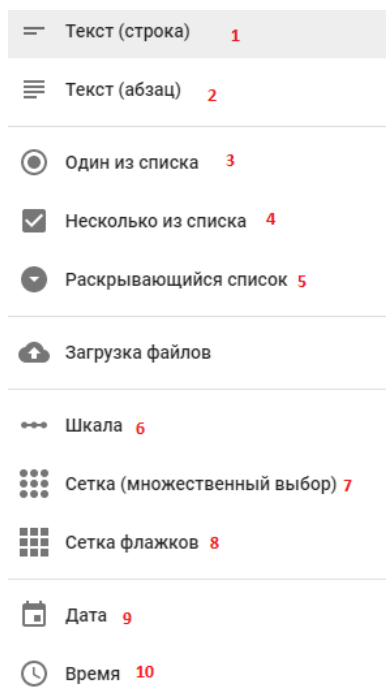 Текст (строка) 1
Текст (абзац) 2
Один из списка 3
Несколько из списка 4
Раскрывающийся список 5
Загрузка файлов
Шкала 6
Сетка (множественный выбор) 7
Сетка флажков 8
Дата 9
Время 10